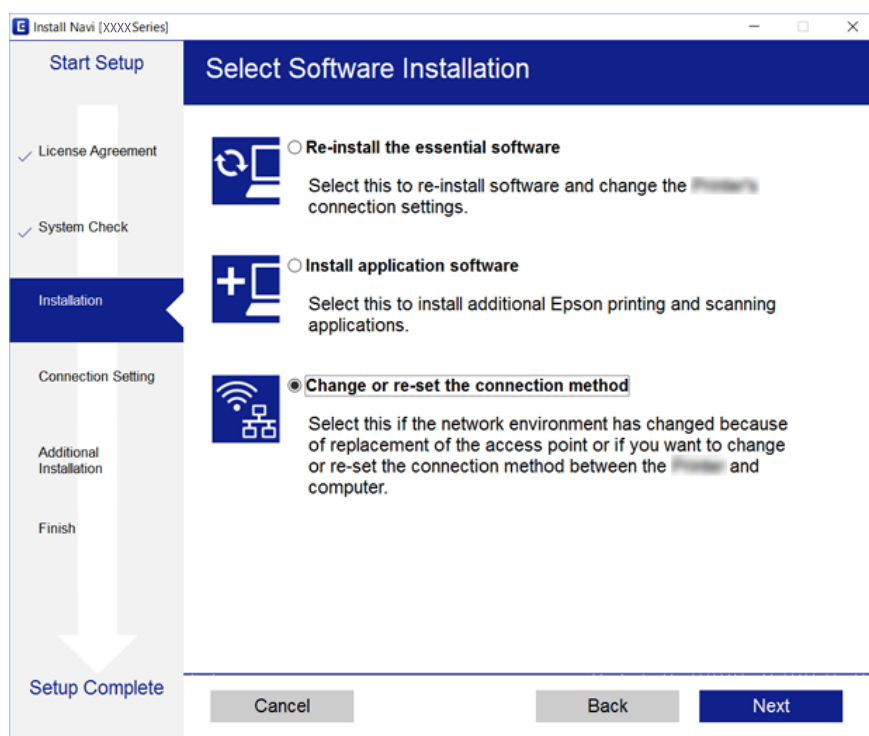 Install Navi [XXXX Series]
Start Setup
License Agreement
System Check
Installation
Connection Setting
Additional
Installation
Finish
Setup Complete
Select Software Installation
Re-install the essential software
Select this to re-install software and change the
connection settings.
Install application software
Select this to install additional Epson printing and scanning
applications.
Change or re-set the connection method
Select this if the network environment has changed because
of replacement of the access point or if you want to change
or re-set the connection method between the and
computer.
Cancel
Back
Next